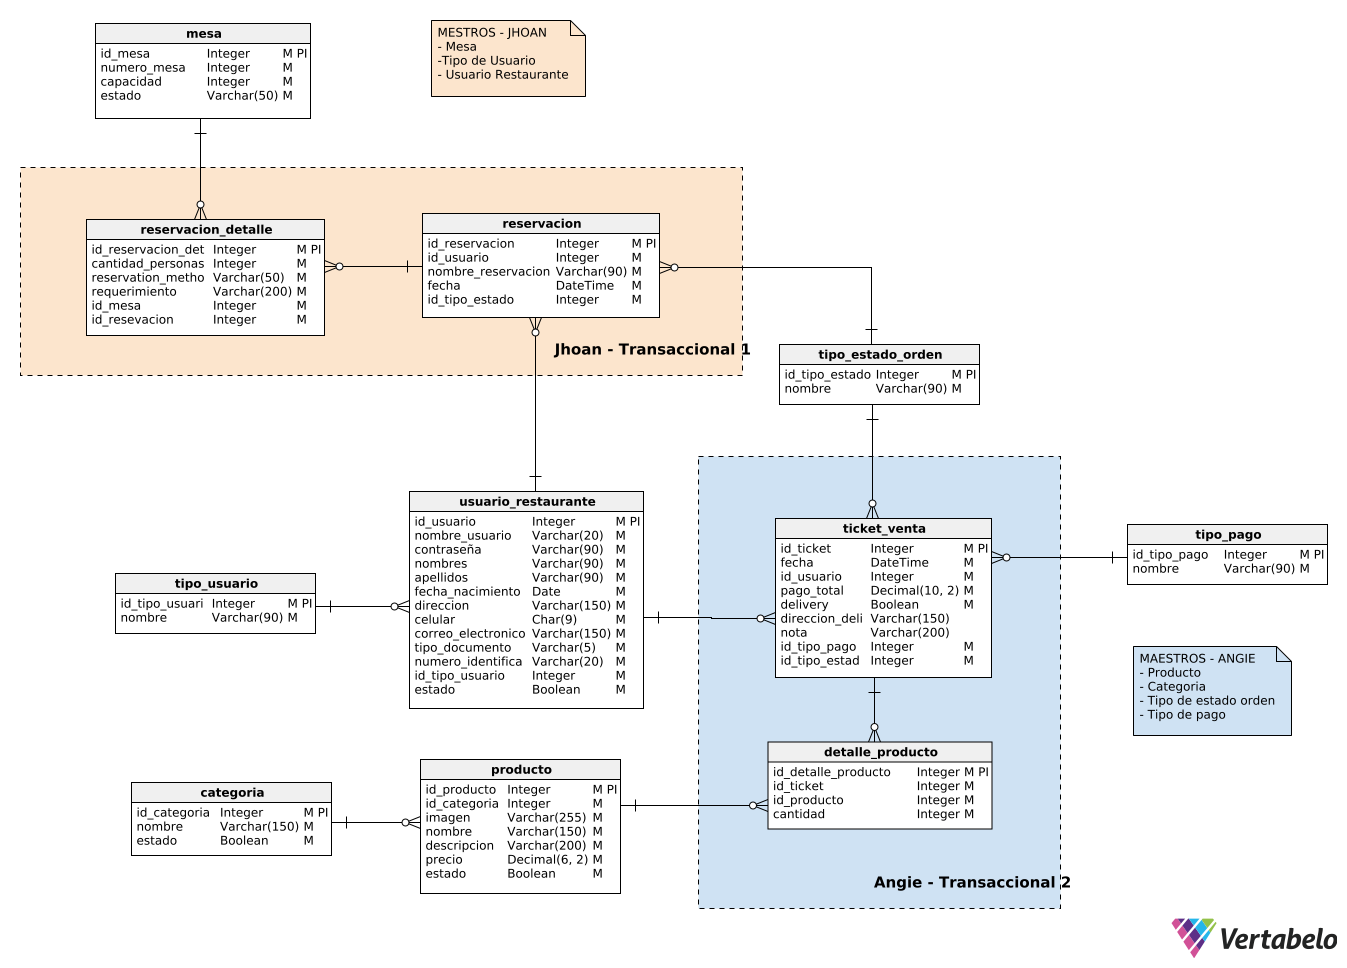 mesa
id_mesa Integer M PI
numero_mesa Integer M
capacidad Integer M
estado Varchar(50) M
MESTROS - JHOAN
- Mesa
-Tipo de Usuario
- Usuario Restaurante
reservacion_detalle
id_reservacion_det Integer M PI
cantidad_personas Integer M
reservation_metho Varchar(50) M
requerimiento Varchar(200) M
id_mesa Integer M
id_resevacion Integer M
reservacion
id_reservacion Integer M PI
id_usuario Integer M
nombre_reservacion Varchar(90) M
fecha DateTime M
id_tipo_estado Integer M
Jhoan - Transaccional 1
tipo_estado_orden
id_tipo_estado Integer M PI
nombre Varchar(90) M
usuario_restaurante
id_usuario Integer M PI
nombre_usuario Varchar(20) M
contraseña Varchar(90) M
nombres Varchar(90) M
apellidos Varchar(90) M
fecha_nacimiento Date M
direccion Varchar(150) M
celular Char(9) M
correo_electronico Varchar(150) M
tipo_documento Varchar(5) M
numero_identifica Varchar(20) M
id_tipo_usuario Integer M
estado Boolean M
tipo_usuario
id_tipo_usuari Integer M PI
nombre Varchar(90) M
ticket_venta
id_ticket Integer M PI
fecha DateTime M
id_usuario Integer M
pago_total Decimal(10, 2) M
delivery Boolean M
direccion_deli Varchar(150)
nota Varchar(200)
id_tipo_pago Integer M
id_tipo_estad Integer M
tipo_pago
id_tipo_pago Integer M PI
nombre Varchar(90) M
MAESTROS - ANGIE
- Producto
- Categoria
- Tipo de estado orden
- Tipo de pago
detalle_producto
id_detalle_producto Integer M PI
id_ticket Integer M
id_producto Integer M
cantidad Integer M
producto
id_producto Integer M PI
id_categoria Integer M
imagen Varchar(255) M
nombre Varchar(150) M
descripcion Varchar(200) M
precio Decimal(6, 2) M
estado Boolean M
categoria
id_categoria Integer M PI
nombre Varchar(150) M
estado Boolean M
Angie - Transaccional 2
Vertabelo